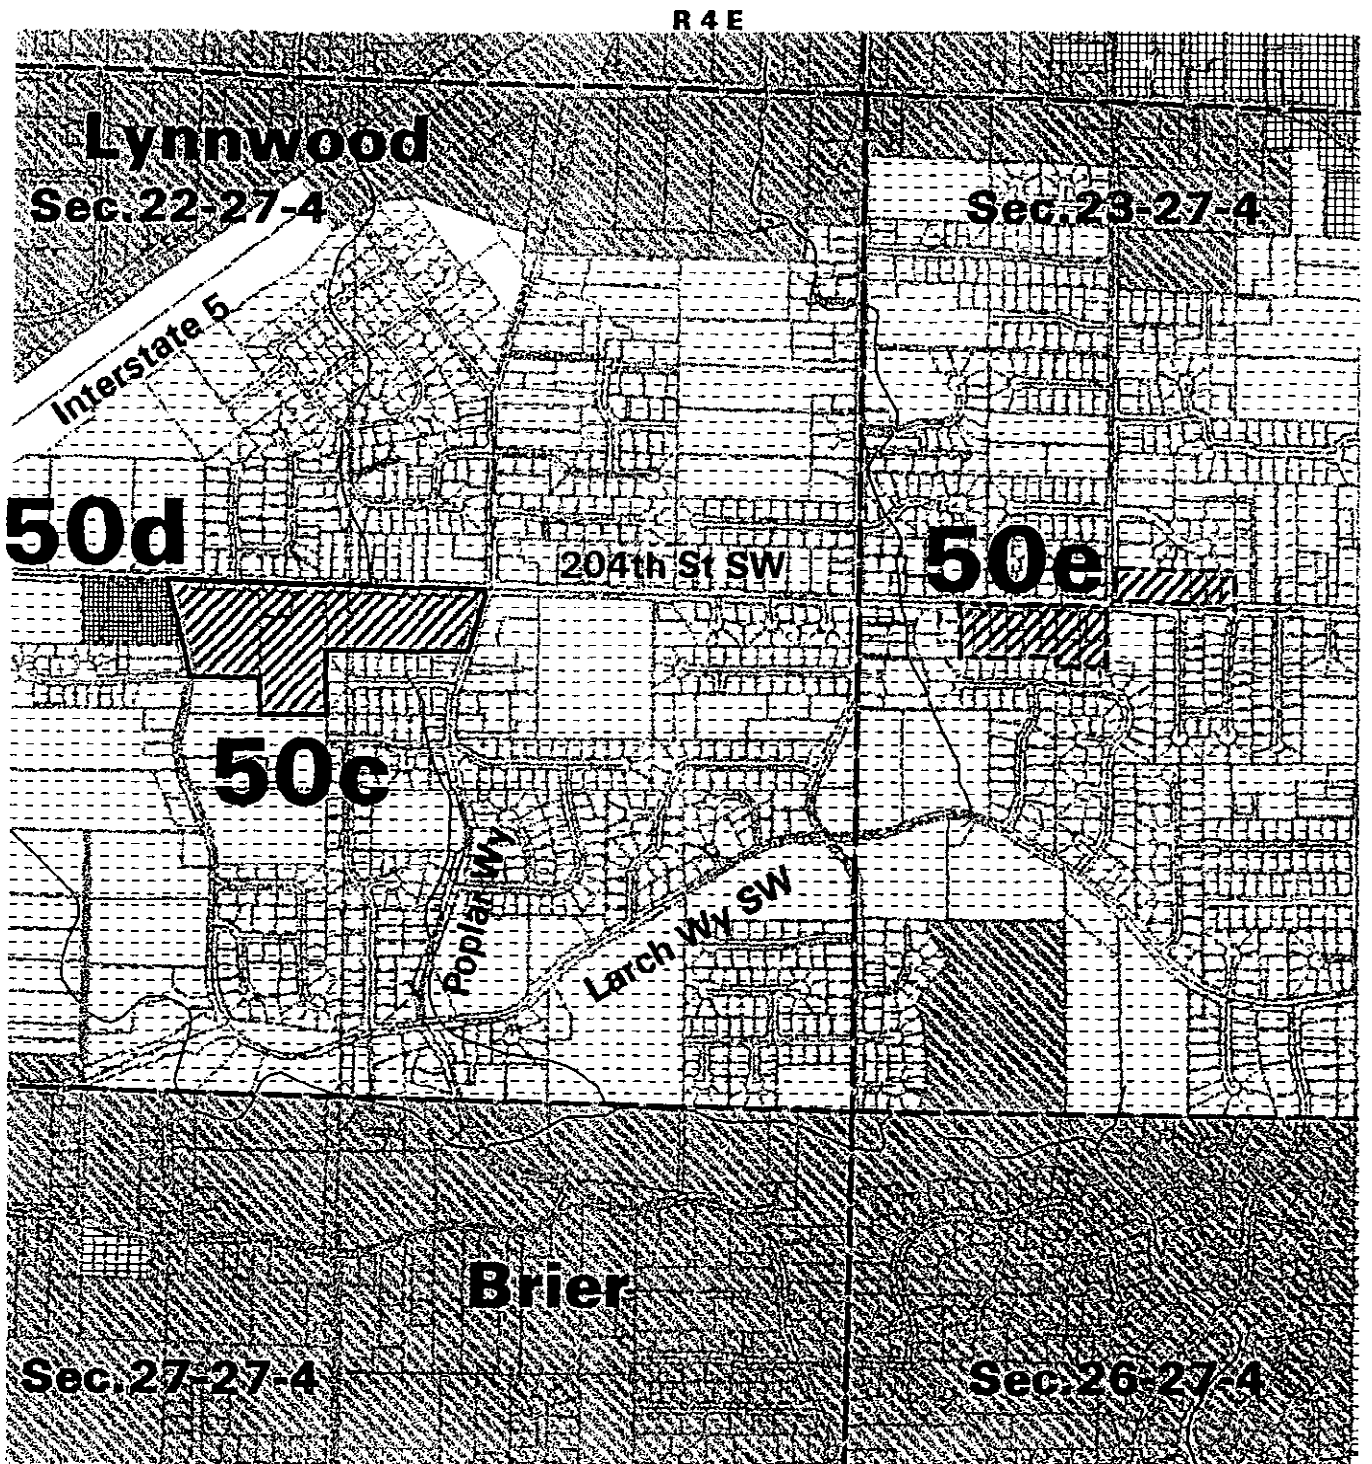 R 4 E
Lynnwood
Sec.22-27-4
Sec.23-27-4
Interstate 5
50d
204th St SW
50e
50c
Poplar Wy
Larch Wy SW
Brier
Sec.27-27-4
Sec.26-27-4